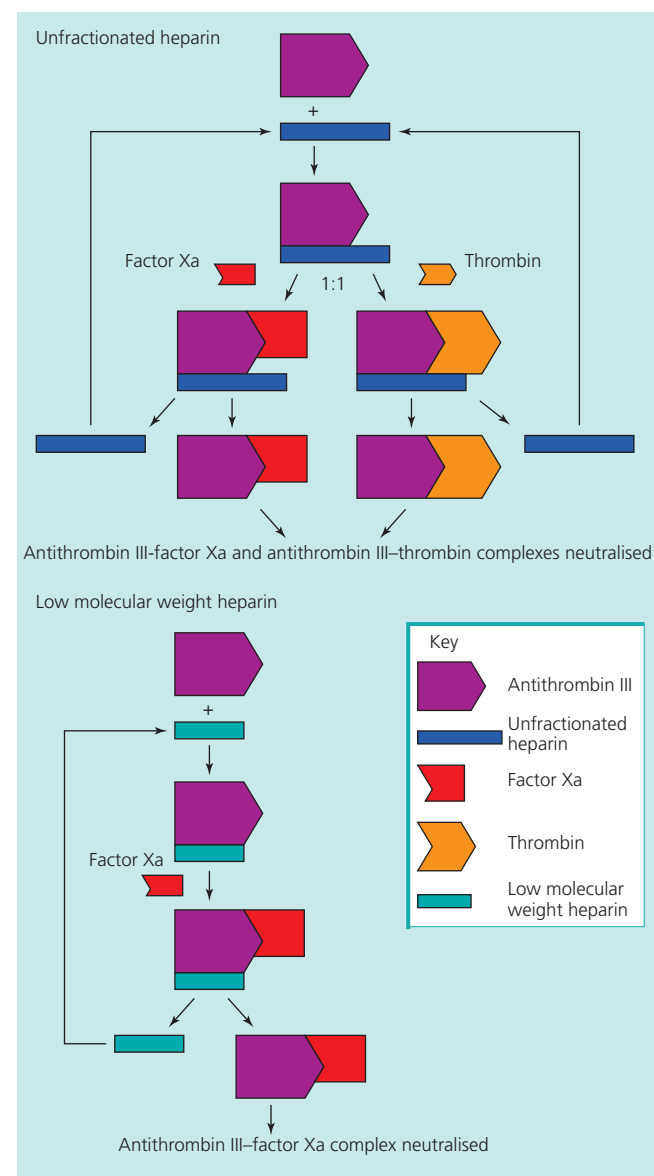 Unfractionated heparin
+
Factor Xa
Thrombin
1:1
Antithrombin III-factor Xa and antithrombin III–thrombin complexes neutralised
Low molecular weight heparin
+
Factor Xa
Antithrombin III–factor Xa complex neutralised
Key
Antithrombin III
Unfractionated
heparin
Factor Xa
Thrombin
Low molecular
weight heparin